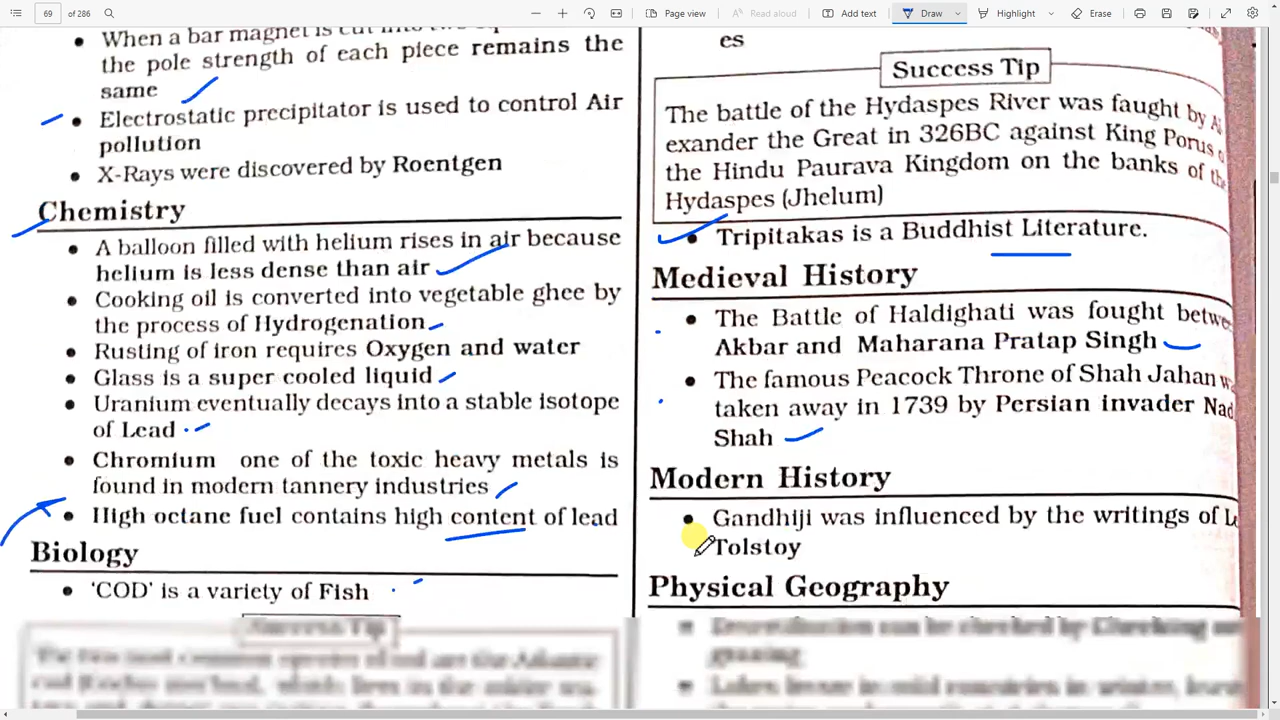 69
of 286
Page view
Read aloud
Add text
Draw
Highlight
Erase
When a bar magnet is cut into two
the pole strength of each piece remains the
same
Electrostatic precipitator is used to control Air
pollution
X-Rays were discovered by Roentgen
Chemistry
A balloon filled with helium rises in air because
helium is less dense than air
Cooking oil is converted into vegetable ghee by
the process of Hydrogenation
Rusting of iron requires Oxygen and water
Glass is a super cooled liquid
Uranium eventually decays into a stable isotope
of Lead
Chromium one of the toxic heavy metals is
found in modern tannery industries
High octane fuel contains high content of lead
Biology
'COD' is a variety of Fish
es
Success Tip
The battle of the Hydaspes River was faught by
exander the Great in 326BC against King Porus
the Hindu Paurava Kingdom on the banks of the
Hydaspes (Jhelum)
Tripitakas is a Buddhist Literature.
Medieval History
The Battle of Haldighati was fought betwe
Akbar and Maharana Pratap Singh
The famous Peacock Throne of Shah Jahan w
taken away in 1739 by Persian invader Nad
Shah
Modern History
Gandhiji was influenced by the writings of
Tolstoy
Physical Geography